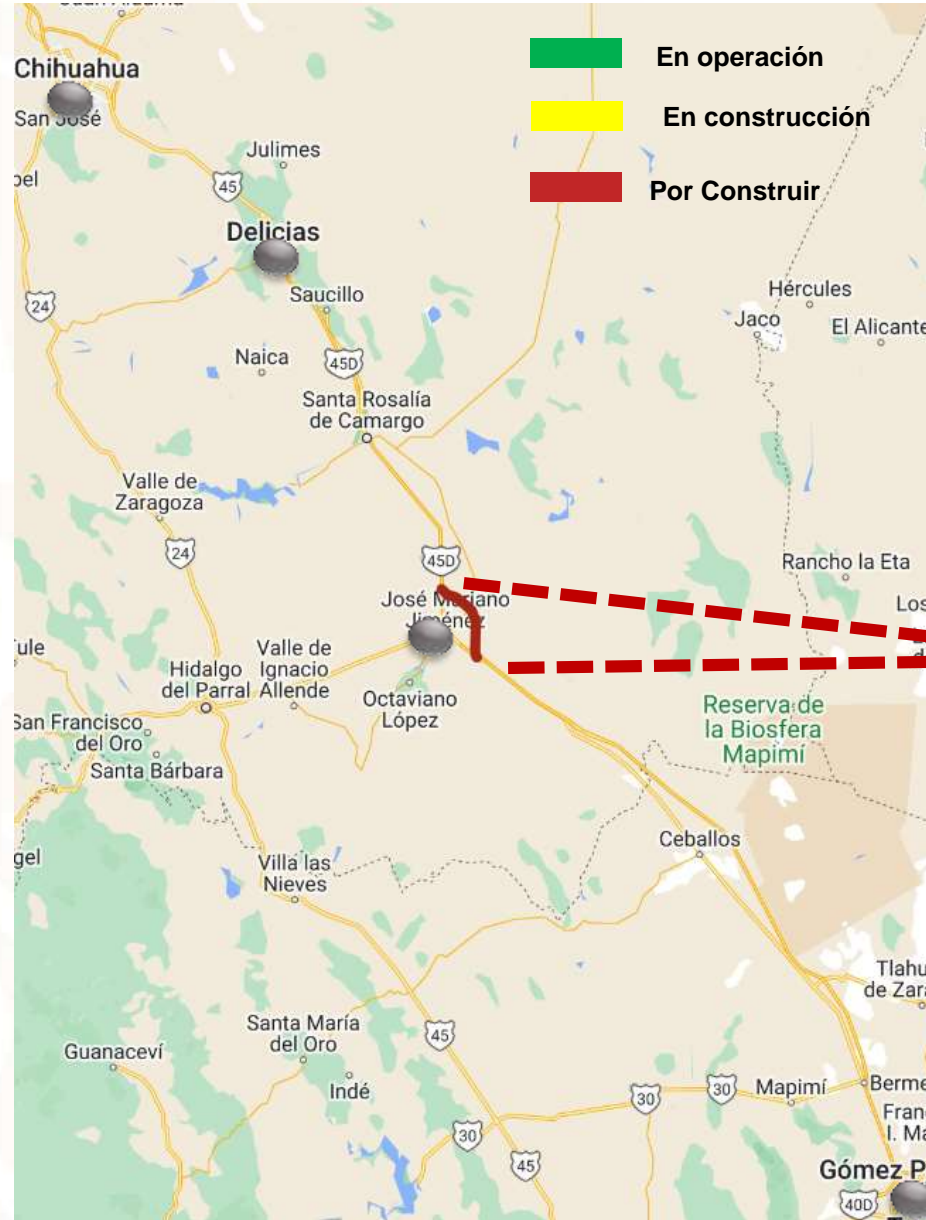 Chihuahua
San José
En operación
En construcción
Por Construir
Julimes
45
Delicias
Saucillo
24
Hércules
Jaco
El Alicante
Naica
45D
Santa Rosalía
de Camargo
Valle de
Zaragoza
24
45D
Rancho la Eta
José Mariano
Jiménez
Los
Valle de
Ignacio
Allende
Hidalgo
del Parral
Octaviano
López
San Francisco
del Oro
Santa Bárbara
Reserva de
la Biosfera
Mapimí
Ceballos
Villa las
Nieves
Santa María
del Oro
45
Guanaceví
Indé
30
30
Mapimí
30
45
40D